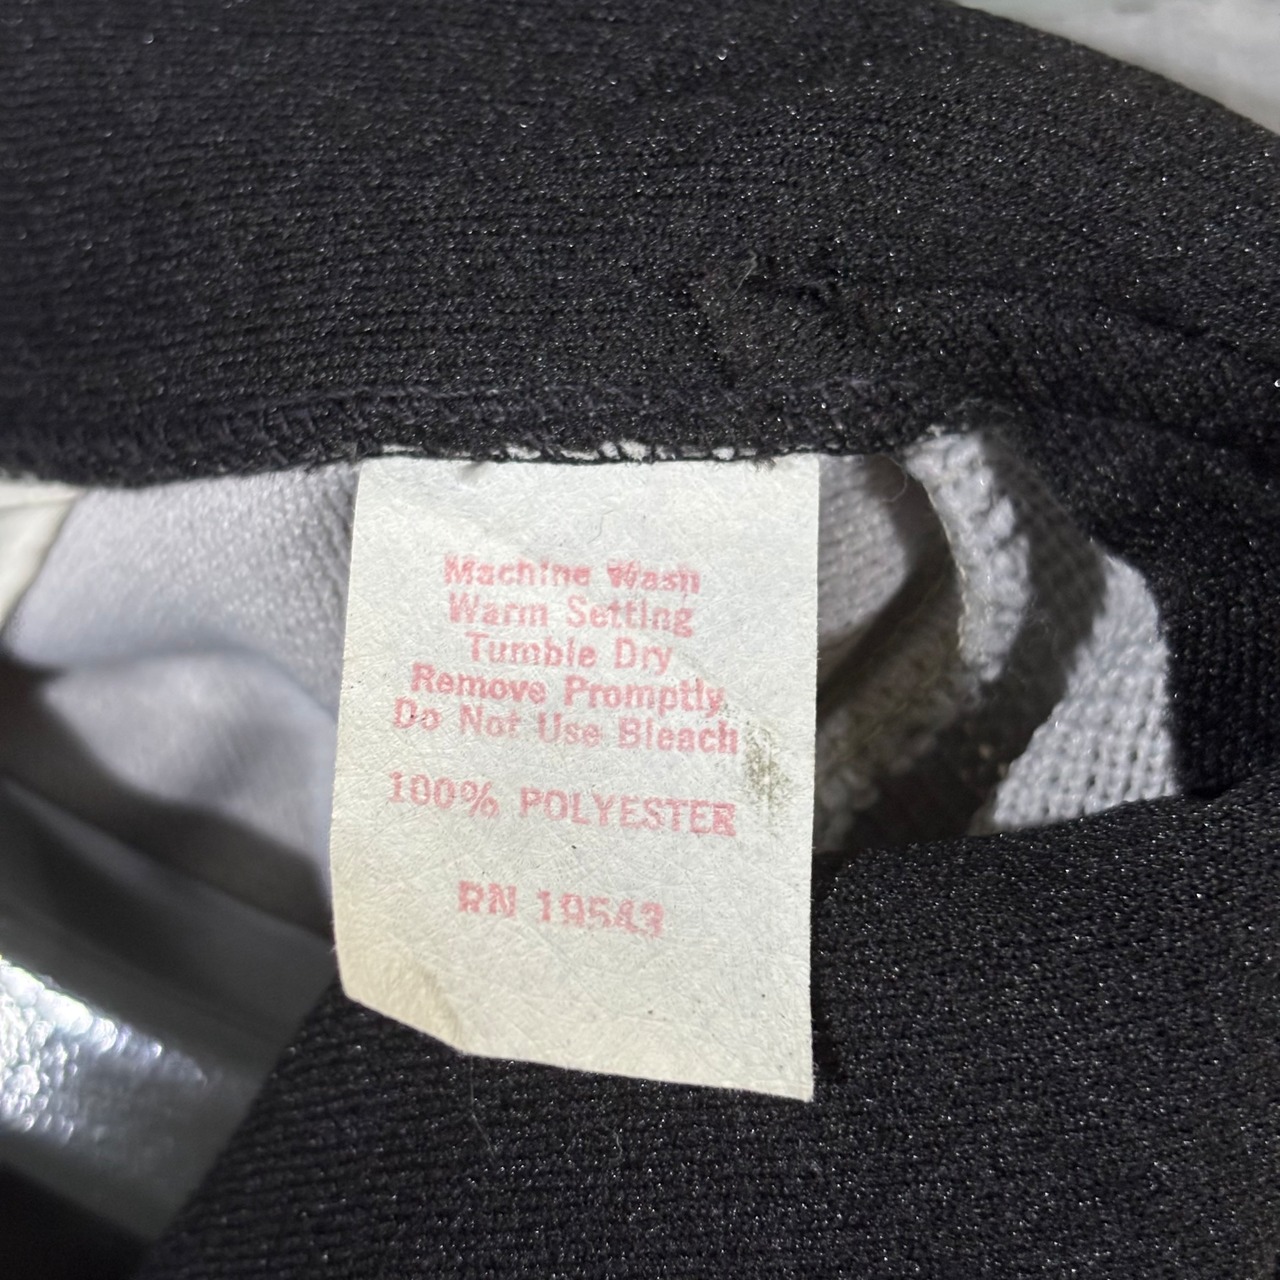 Machine Wash
Warm Setting
Tumble Dry
Remove Promptly
Do Not Use Bleach
100% POLYESTER
RN 19543